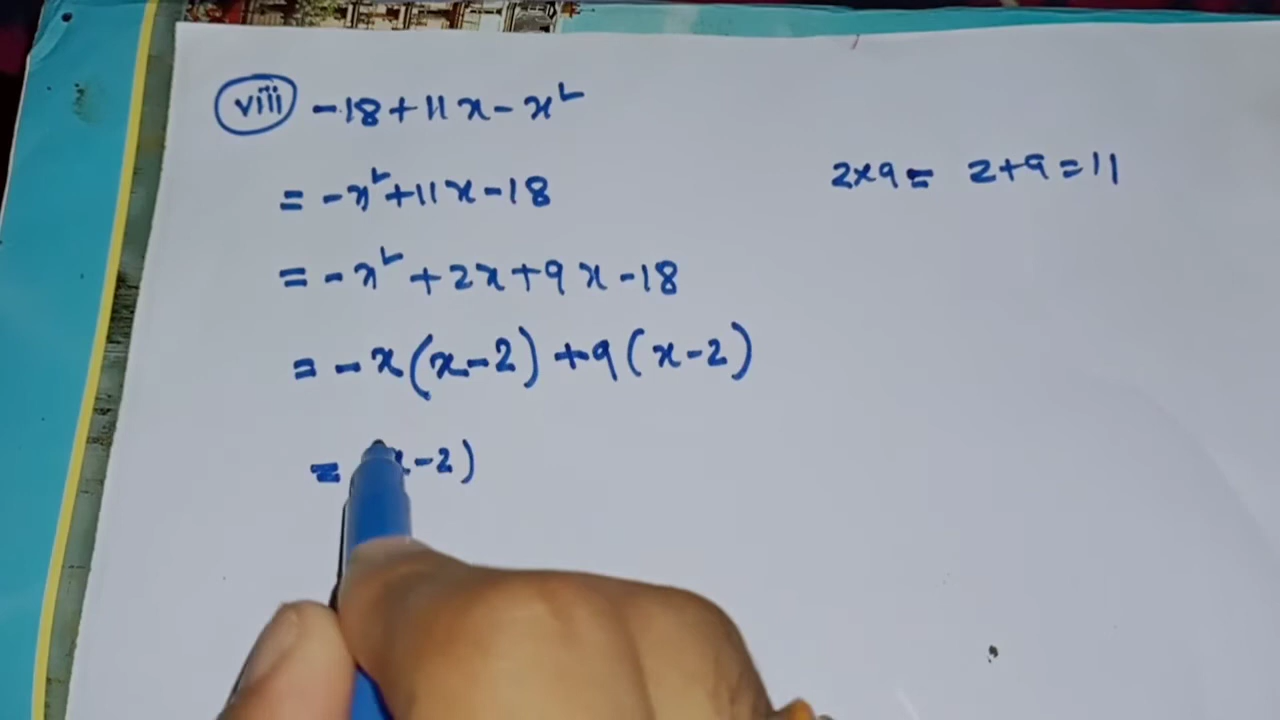 viii -18+11x-x²
= -x²+11x-18
2×9= 2+9=11
= -x²+2x+9x-18
= -x(x-2)+9(x-2)
= -2)